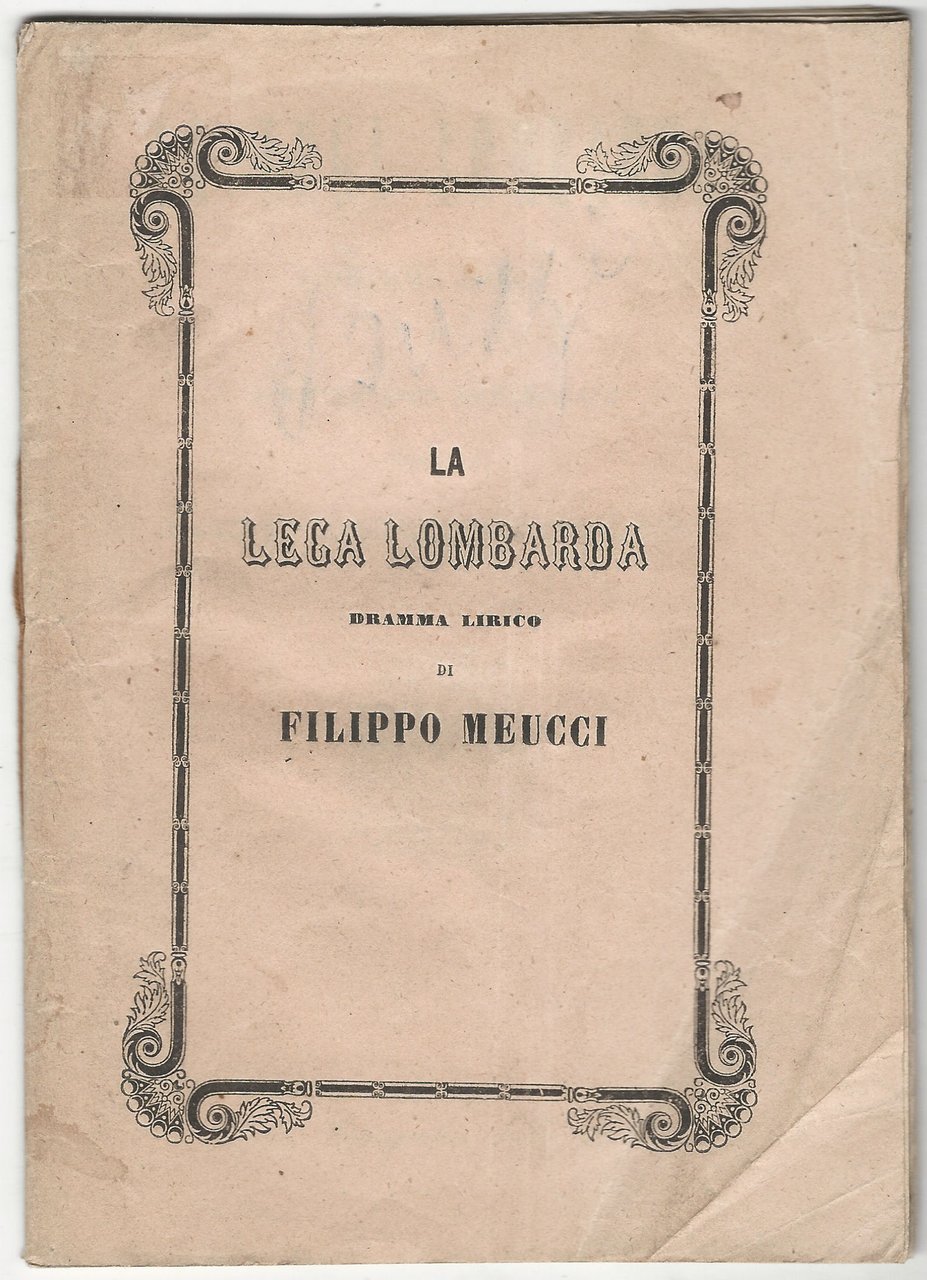 LA
LEGA LOMBARDA
DRAMMA LIRICO
DI
FILIPPO MEUCCI